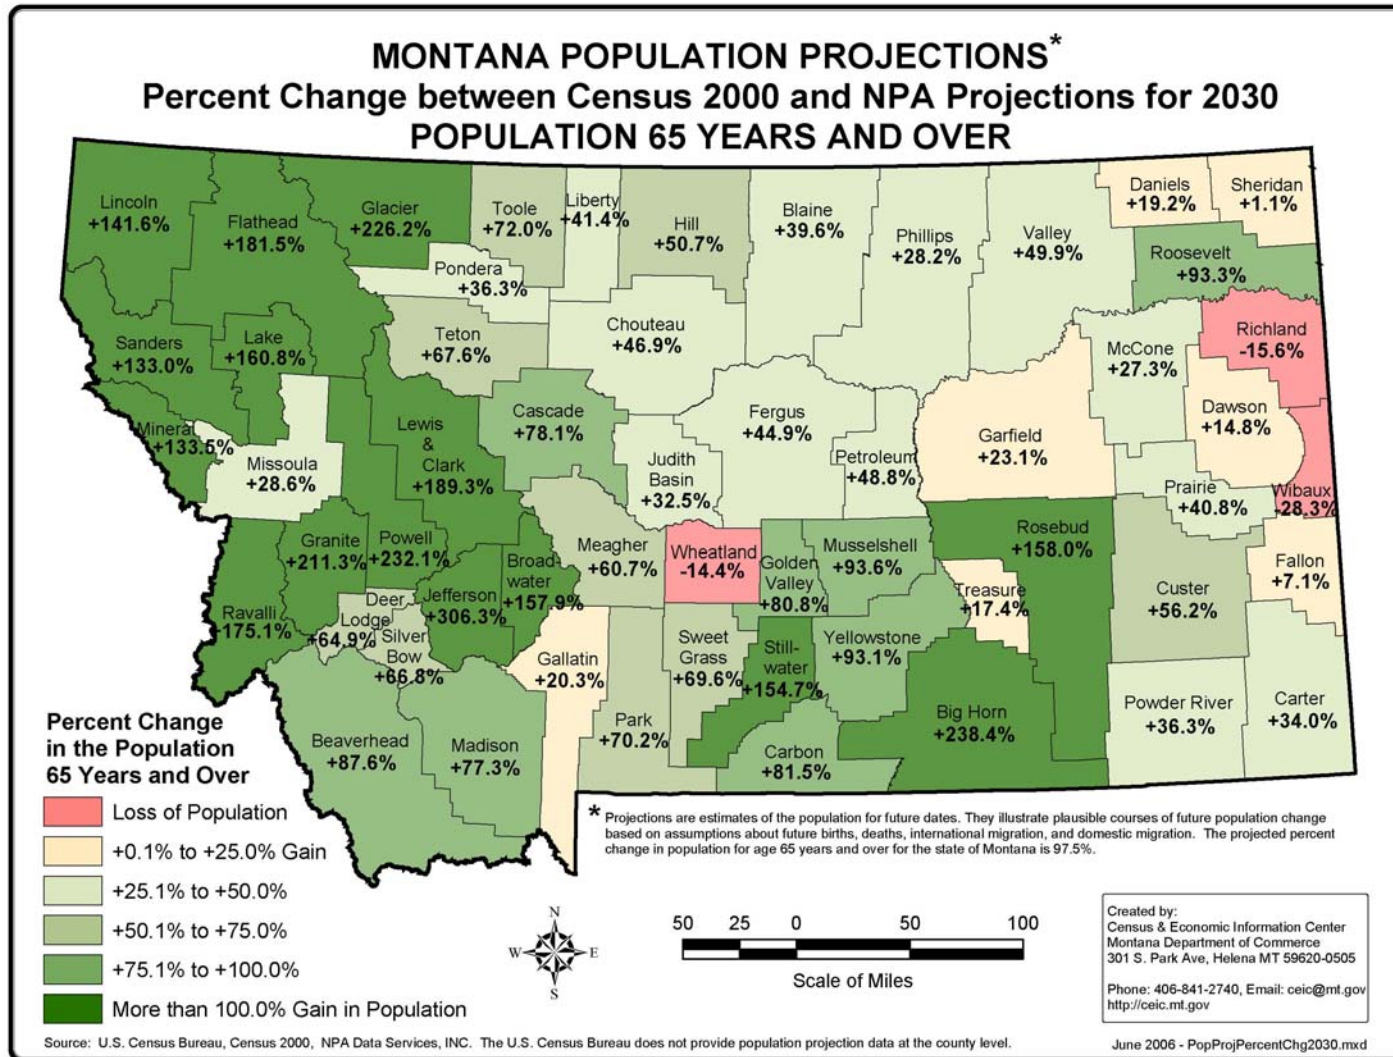 MONTANA POPULATION PROJECTIONS*
Percent Change between Census 2000 and NPA Projections for 2030
POPULATION 65 YEARS AND OVER
Lincoln
+141.6%
Flathead
+181.5%
Glacier
+226.2%
Toole
+72.0%
Liberty
+41.4%
Hill
+50.7%
Blaine
+39.6%
Phillips
+28.2%
Valley
+49.9%
Daniels
+19.2%
Sheridan
+1.1%
Roosevelt
+93.3%
Pondera
+36.3%
Teton
+67.6%
Chouteau
+46.9%
Richland
-15.6%
McCone
+27.3%
Sanders
+133.0%
Lake
+160.8%
Mineral
+133.5%
Missoula
+28.6%
Lewis
&
Clark
+189.3%
Cascade
+78.1%
Judith
Basin
+32.5%
Fergus
+44.9%
Petroleum
+48.8%
Garfield
+23.1%
Dawson
+14.8%
Prairie
+40.8%
Wibaux
-28.3%
Granite
+211.3%
Powell
+232.1%
Broad-
water
+157.9%
Meagher
+60.7%
Wheatland
-14.4%
Golden
Valley
+80.8%
Musselshell
+93.6%
Rosebud
+158.0%
Treasure
+17.4%
Custer
+56.2%
Fallon
+7.1%
Ravalli
+175.1%
Deer
Lodge
+64.9%
Silver
Bow
+66.8%
Jefferson
+306.3%
Gallatin
+20.3%
Park
+70.2%
Sweet
Grass
+69.6%
Still-
water
+154.7%
Yellowstone
+93.1%
Big Horn
+238.4%
Powder River
+36.3%
Carter
+34.0%
Beaverhead
+87.6%
Madison
+77.3%
Carbon
+81.5%
Percent Change
in the Population
65 Years and Over
Loss of Population
+0.1% to +25.0% Gain
+25.1% to +50.0%
+50.1% to +75.0%
+75.1% to +100.0%
More than 100.0% Gain in Population
* Projections are estimates of the population for future dates. They illustrate plausible courses of future population change
based on assumptions about future births, deaths, international migration, and domestic migration. The projected percent
change in population for age 65 years and over for the state of Montana is 97.5%.
N
W E
S
50 25 0 50 100
Scale of Miles
Created by:
Census & Economic Information Center
Montana Department of Commerce
301 S. Park Ave, Helena MT 59620-0505
Phone: 406-841-2740, Email: ceic@mt.gov
http://ceic.mt.gov
Source: U.S. Census Bureau, Census 2000, NPA Data Services, INC. The U.S. Census Bureau does not provide population projection data at the county level.
June 2006 - PopProjPercentChg2030.mxd